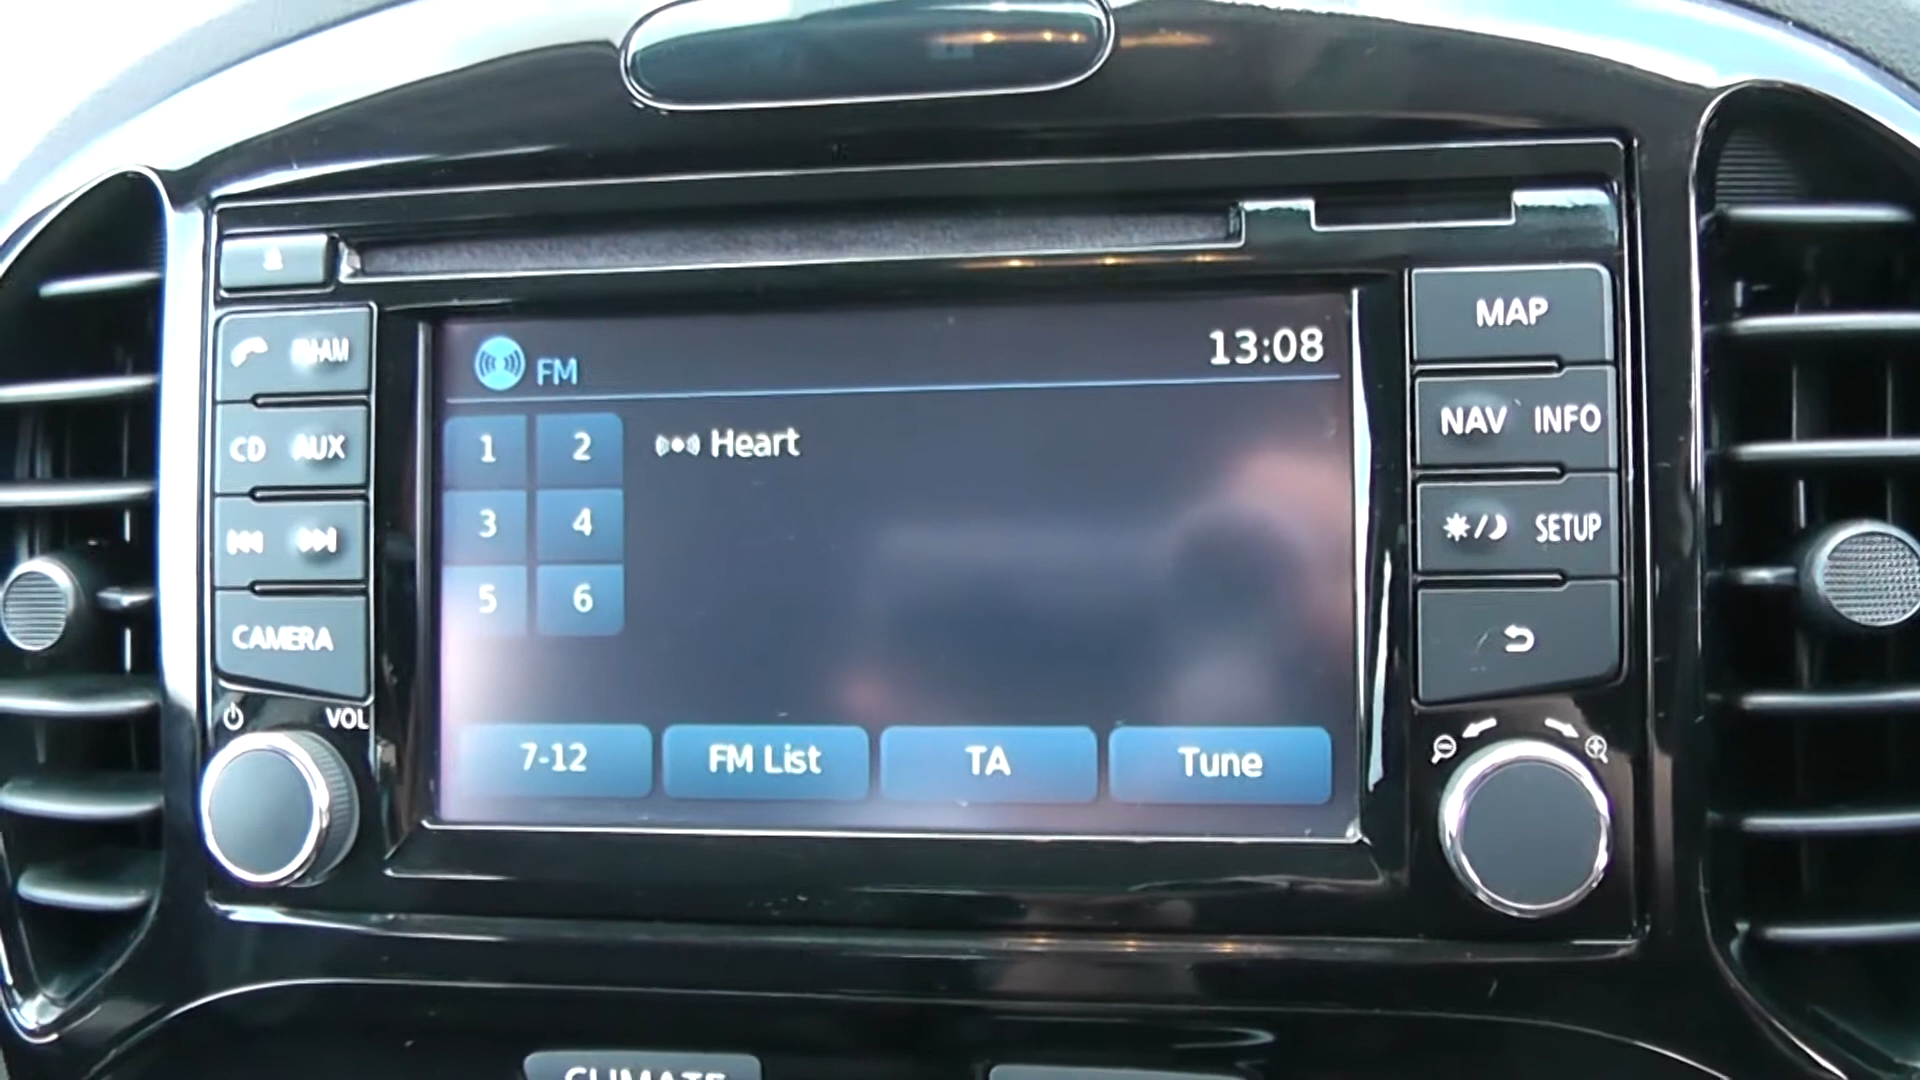 FM
13:08
1 2
Heart
3 4
5 6
7-12 FM List TA Tune
CD AUX
CAMERA
VOL
MAP
NAV INFO
SETUP
CLIMATE